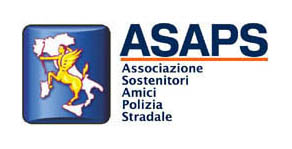 ASAPS
Associazione
Sostenitori
Amici
Polizia
Stradale